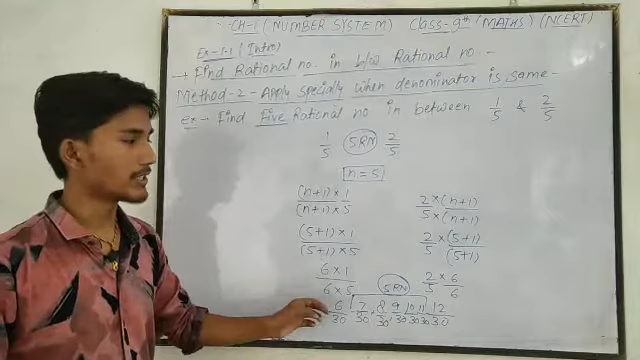 CH-1 (NUMBER SYSTEM) Class-9th (MATHS) (NCERT)
Ex-1.1 (Intro)
→ Find Rational no. in b/w Rational no. -
Method-2 - Apply specially when denominator is same -
ex- Find Five Rational no in between 1/5 & 2/5
1/5 5RN 2/5
n=5
(n+1)×1/(n+1)×5 2×(n+1)/5×(n+1)
(5+1)×1/(5+1)×5 2/5×(5+1)/(5+1)
6×1/6×5 5RN 2/5×6/6
6/30, 7/30, 8/30, 9/30, 10/30, 11/30, 12/30